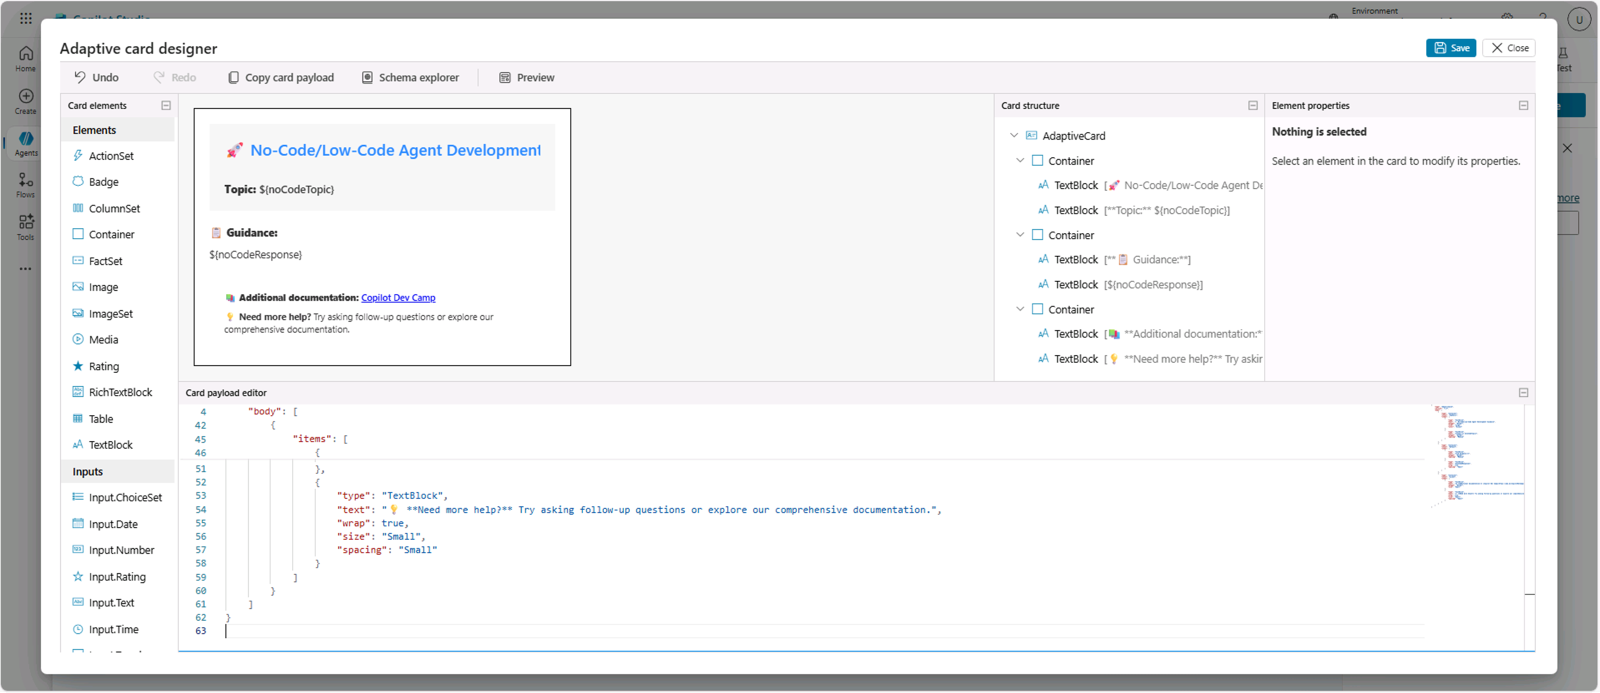 Copilot Studio
Environment
U
Home
Create
Agents
Flows
Tools
Test
more
Adaptive card designer
Save
Close
Undo
Redo
Copy card payload
Schema explorer
Preview
Card elements
Elements
ActionSet
Badge
ColumnSet
Container
FactSet
Image
ImageSet
Media
Rating
RichTextBlock
Table
TextBlock
Inputs
Input.ChoiceSet
Input.Date
Input.Number
Input.Rating
Input.Text
Input.Time
🚀 No-Code/Low-Code Agent Development
Topic: ${noCodeTopic}
📋 Guidance:
${noCodeResponse}
📚 Additional documentation: Copilot Dev Camp
💡 Need more help? Try asking follow-up questions or explore our
comprehensive documentation.
Card structure
AdaptiveCard
Container
TextBlock [🚀 No-Code/Low-Code Agent De
TextBlock [**Topic:** ${noCodeTopic}]
Container
TextBlock [**📋 Guidance:**]
TextBlock [${noCodeResponse}]
Container
TextBlock [📚 **Additional documentation:*
TextBlock [💡 **Need more help?** Try askin
Element properties
Nothing is selected
Select an element in the card to modify its properties.
Card payload editor
4 "body": [
42 {
45 "items": [
46 {
51 },
52 {
53 "type": "TextBlock",
54 "text": "💡 **Need more help?** Try asking follow-up questions or explore our comprehensive documentation.",
55 "wrap": true,
56 "size": "Small",
57 "spacing": "Small"
58 }
59 ]
60 }
61 ]
62 }
63